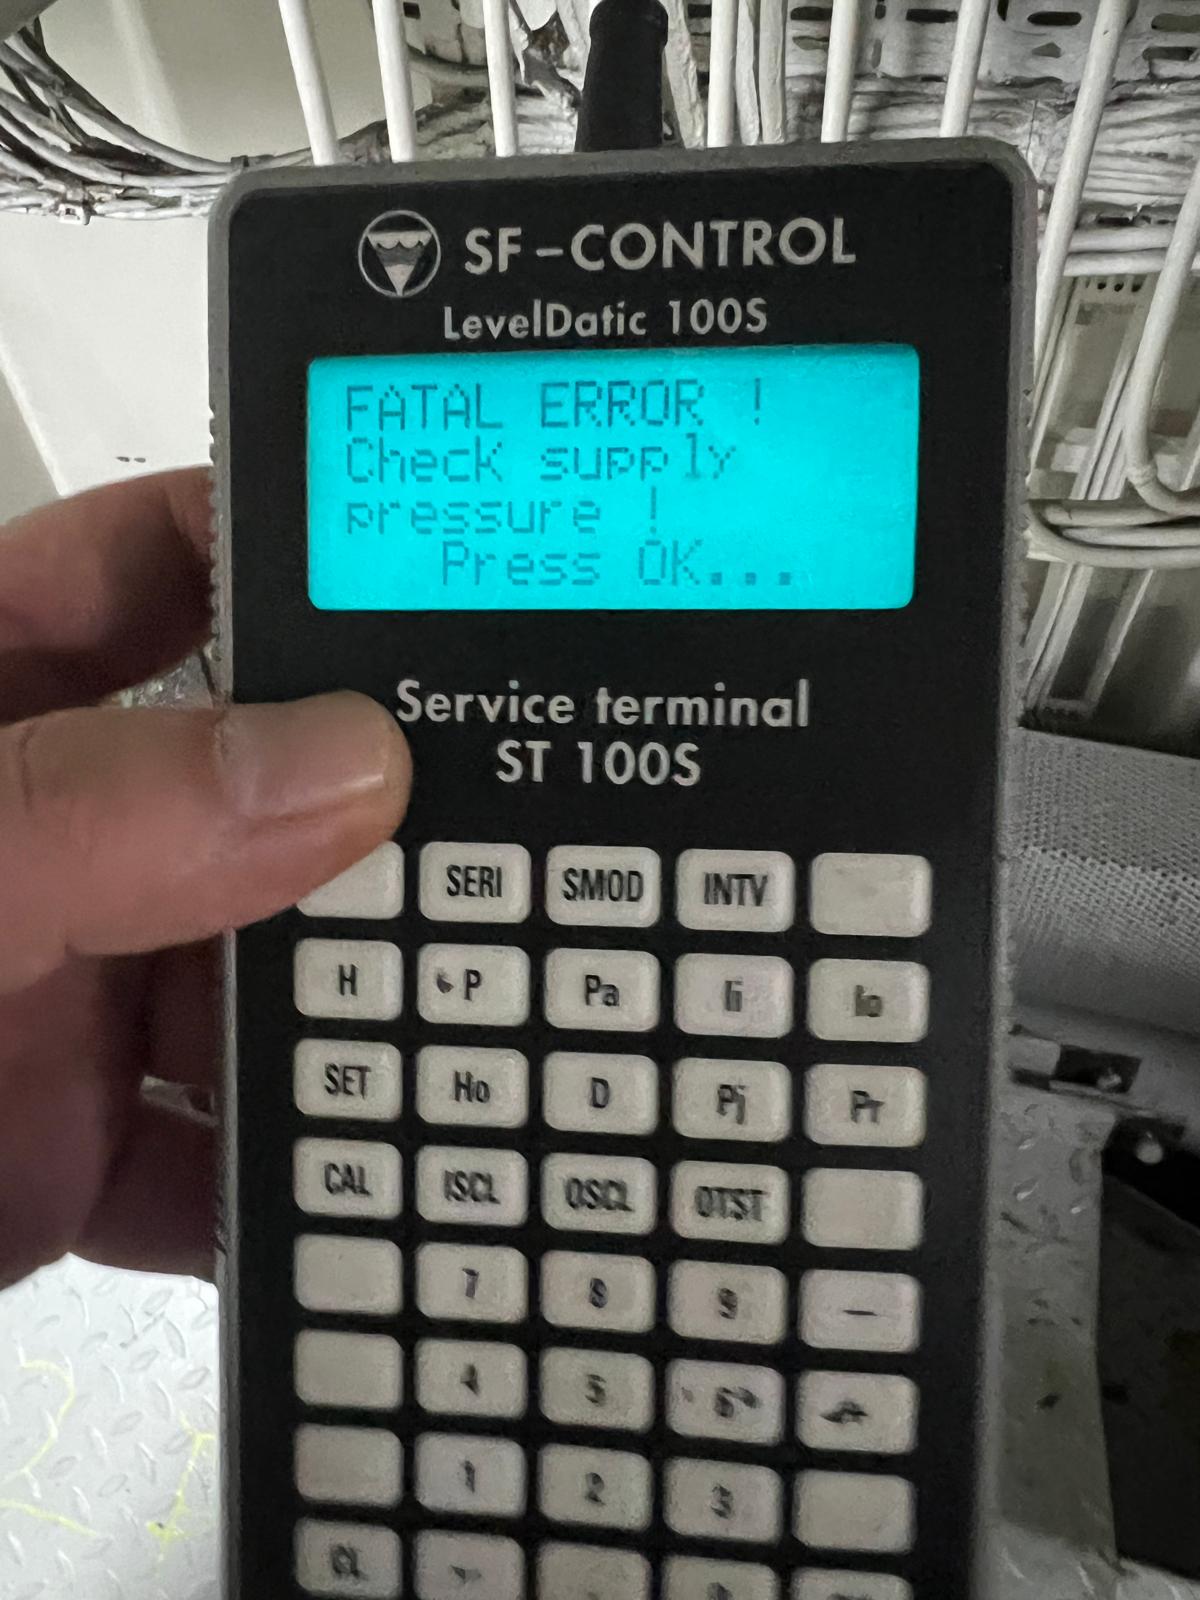 SF-CONTROL
LevelDatic 100S
FATAL ERROR !
Check supply
pressure !
Press OK...
Service terminal
ST 100S
SERI SMOD INTV
H P Pa Ii Io
SET Ho D Pj Pr
CAL ISCL OSCL OTST
7 8 9 –
4 5 6
1 2 3
CL